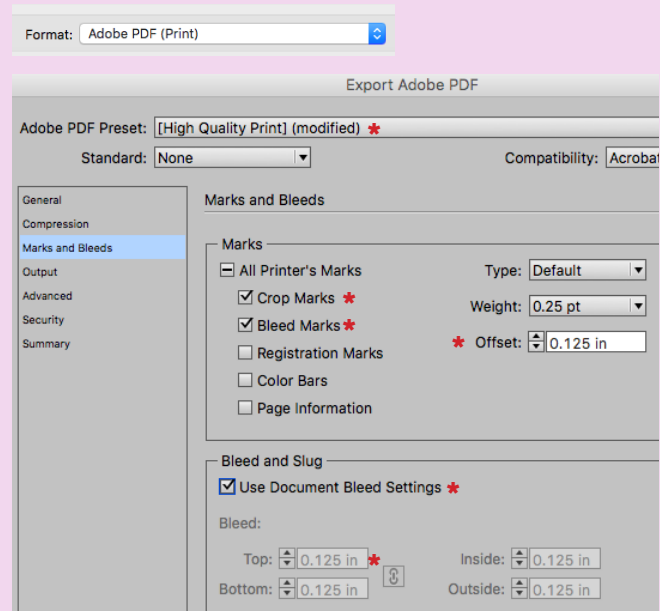 Format: Adobe PDF (Print)
Export Adobe PDF
Adobe PDF Preset: [High Quality Print] (modified) *
Standard: None Compatibility: Acrobat
General
Compression
Marks and Bleeds
Output
Advanced
Security
Summary
Marks and Bleeds
Marks
All Printer's Marks Type: Default
Crop Marks * Weight: 0.25 pt
Bleed Marks * * Offset: 0.125 in
Registration Marks
Color Bars
Page Information
Bleed and Slug
Use Document Bleed Settings *
Bleed:
Top: 0.125 in * Inside: 0.125 in
Bottom: 0.125 in Outside: 0.125 in